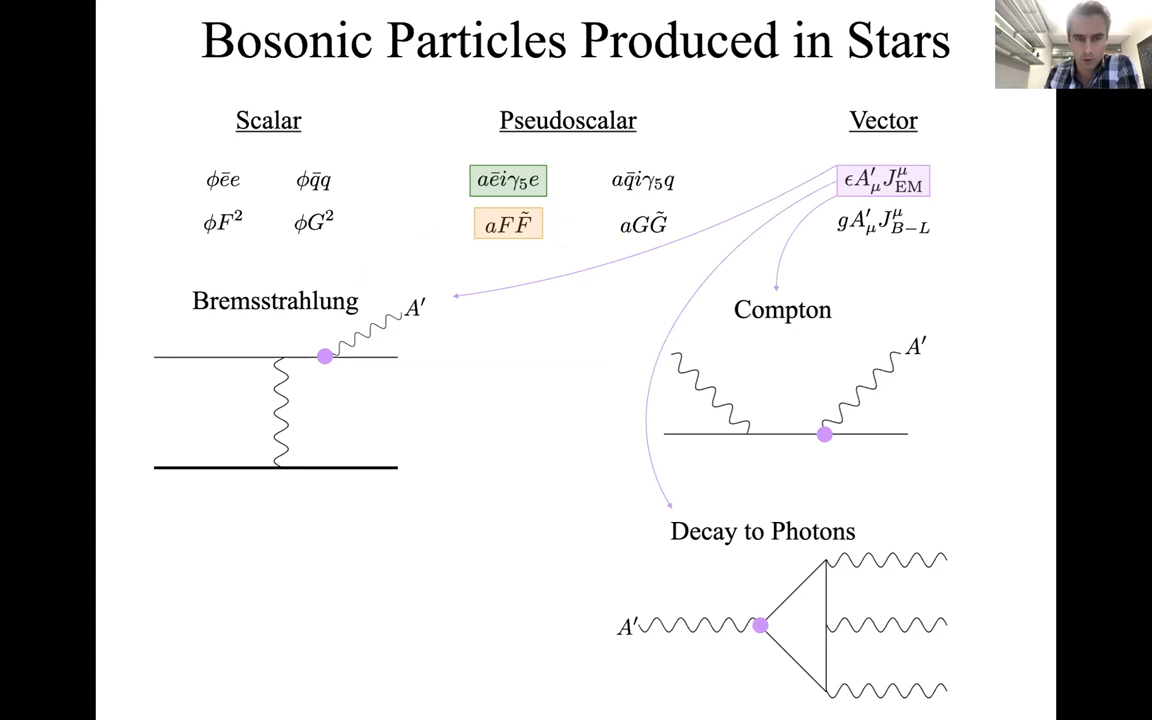 Bosonic Particles Produced in Stars
Scalar Pseudoscalar Vector
ϕēe ϕq̄q aēiγ₅e aq̄iγ₅q ϵA′_μJ^μ_EM
ϕF² ϕG² aFF̃ aGG̃ gA′_μJ^μ_{B−L}
Bremsstrahlung
A′
Compton
A′
Decay to Photons
A′